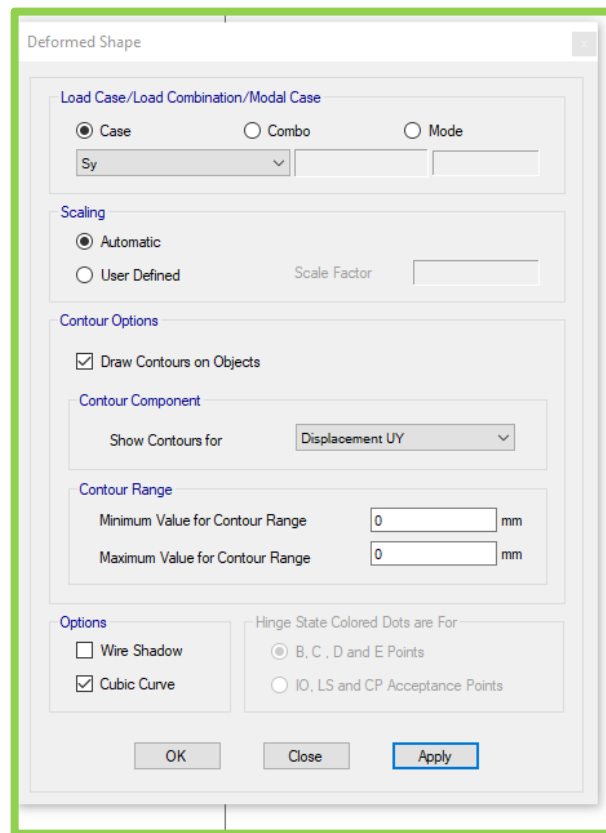 Deformed Shape
x
Load Case/Load Combination/Modal Case
Case Combo Mode
Sy
Scaling
Automatic
User Defined Scale Factor
Contour Options
Draw Contours on Objects
Contour Component
Show Contours for Displacement UY
Contour Range
Minimum Value for Contour Range 0 mm
Maximum Value for Contour Range 0 mm
Options Hinge State Colored Dots are For
Wire Shadow B, C , D and E Points
Cubic Curve IO, LS and CP Acceptance Points
OK Close Apply